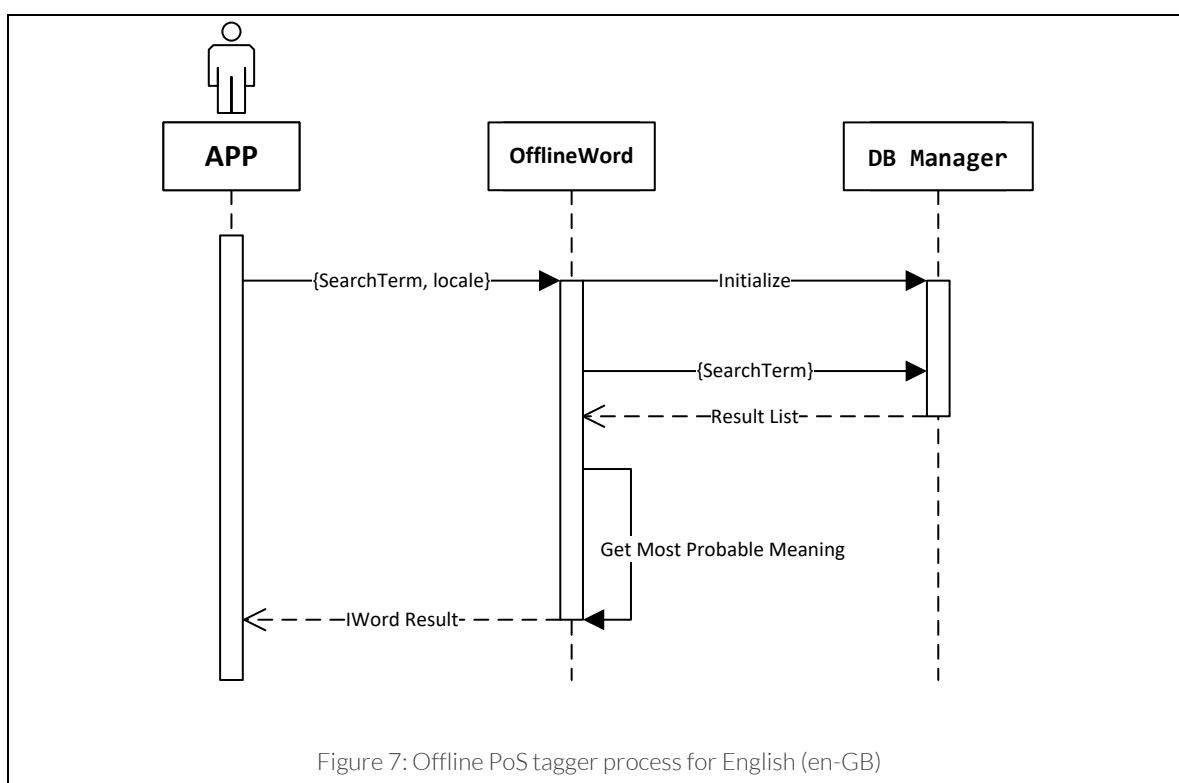 APP
OfflineWord
DB Manager
{SearchTerm, locale}
Initialize
{SearchTerm}
Result List
Get Most Probable Meaning
IWord Result
Figure 7: Offline PoS tagger process for English (en-GB)